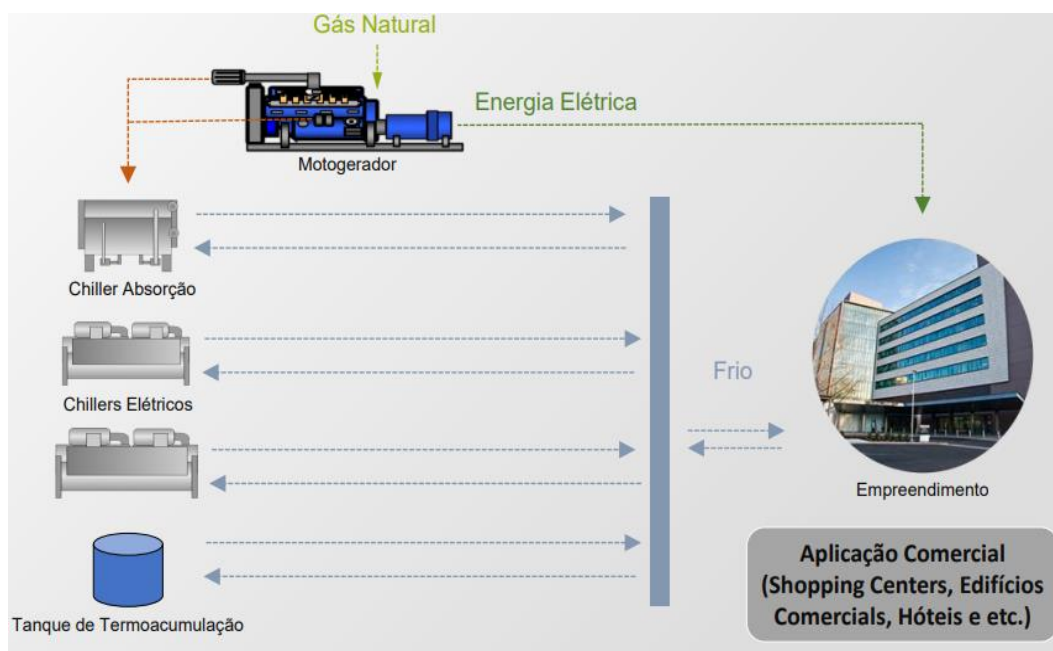 Gás Natural
Energia Elétrica
Motogerador
Chiller Absorção
Chillers Elétricos
Frio
Empreendimento
Tanque de Termoacumulação
Aplicação Comercial
(Shopping Centers, Edifícios
Comercials, Hóteis e etc.)